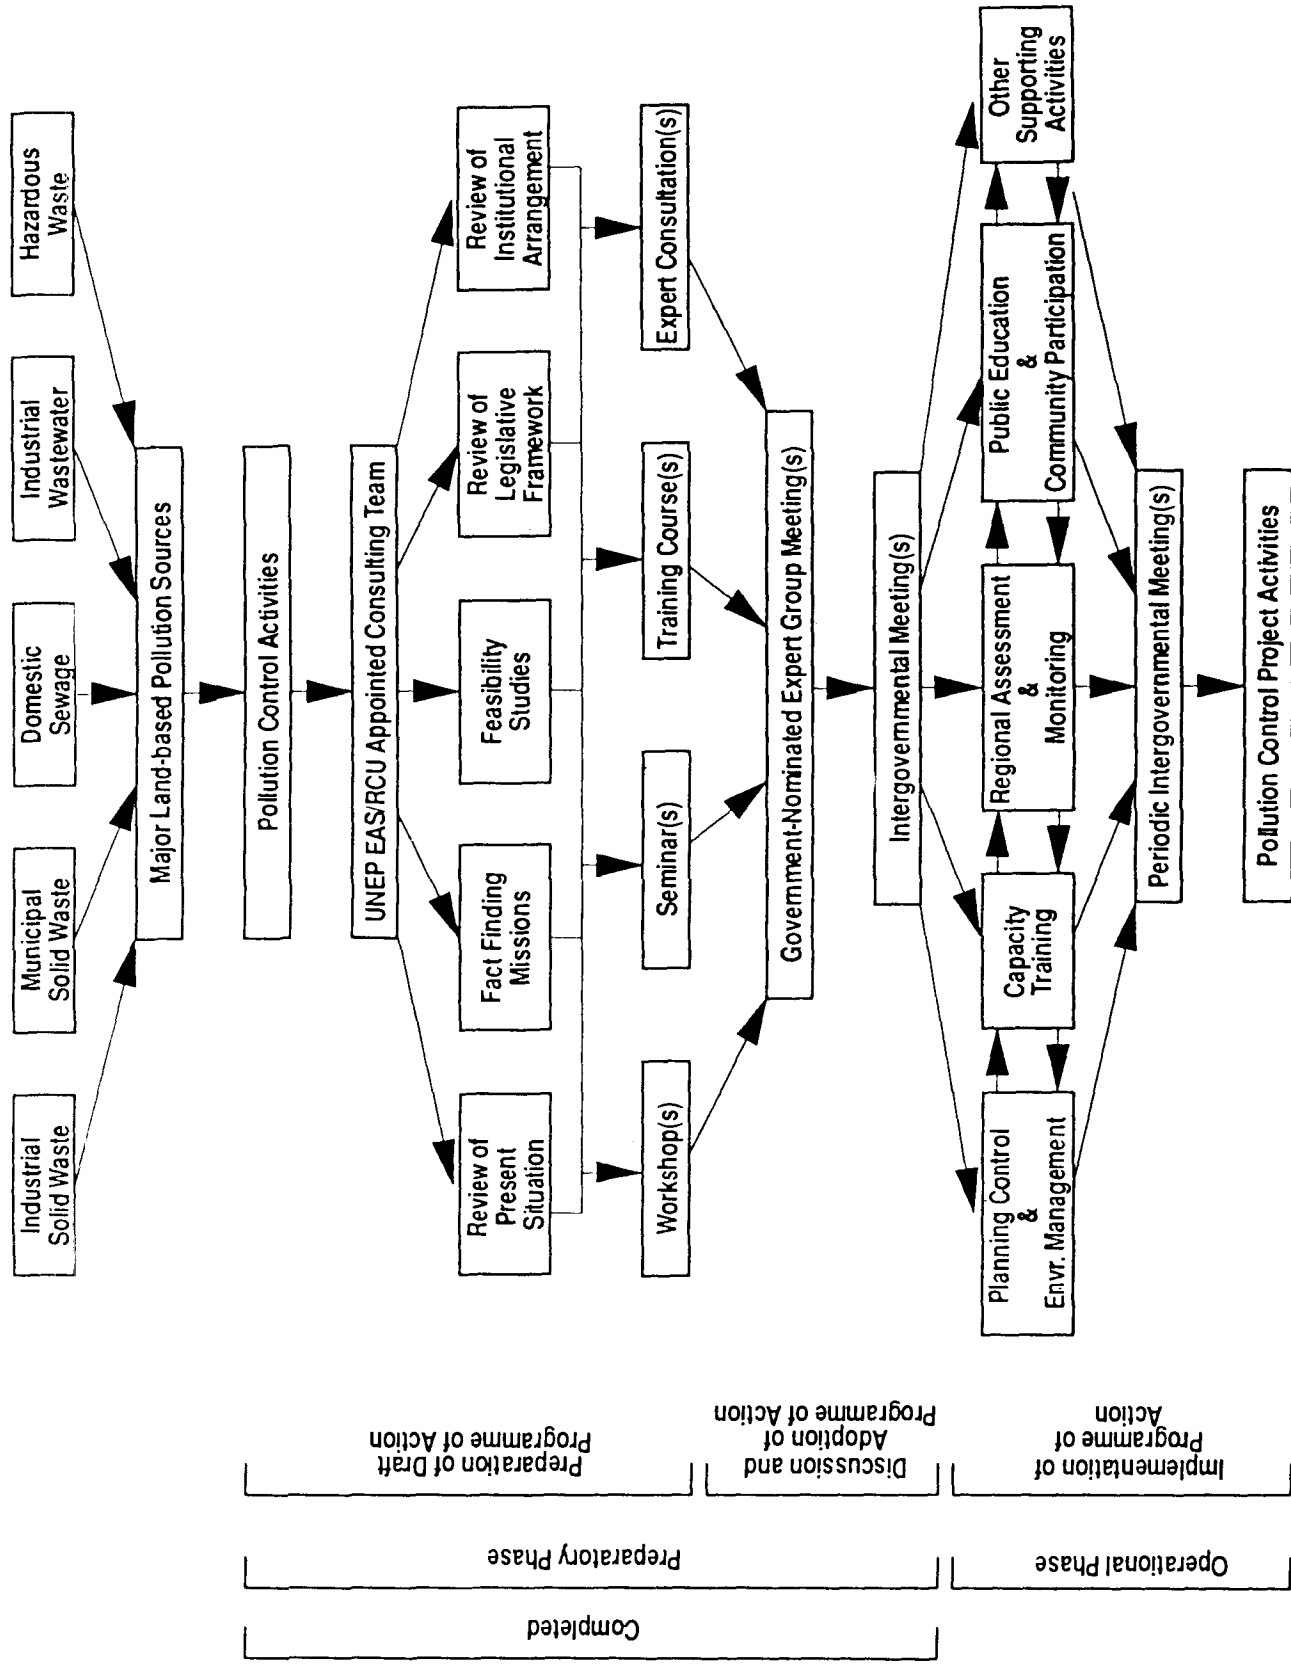 Industrial
Solid Waste
Municipal
Solid Waste
Domestic
Sewage
Industrial
Wastewater
Hazardous
Waste
Major Land-based Pollution Sources
Pollution Control Activities
UNEP EAS/RCU Appointed Consulting Team
Review of
Present
Situation
Fact Finding
Missions
Feasibility
Studies
Review of
Legislative
Framework
Review of
Institutional
Arrangement
Workshop(s)
Seminar(s)
Training Course(s)
Expert Consultation(s)
Government-Nominated Expert Group Meeting(s)
Intergovernmental Meeting(s)
Planning Control
&
Envr. Management
Capacity
Training
Regional Assessment
&
Monitoring
Public Education
&
Community Participation
Other
Supporting
Activities
Periodic Intergovernmental Meeting(s)
Pollution Control Project Activities
Preparation of Draft
Programme of Action
Discussion and
Adoption of
Programme of Action
Implementation of
Programme of
Action
Preparatory Phase
Operational Phase
Completed